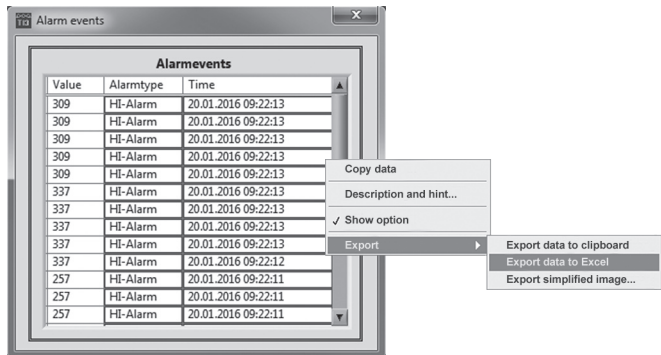 Alarm events
Alarmevents
Value Alarmtype Time
309 HI-Alarm 20.01.2016 09:22:13
309 HI-Alarm 20.01.2016 09:22:13
309 HI-Alarm 20.01.2016 09:22:13
309 HI-Alarm 20.01.2016 09:22:13
309 HI-Alarm 20.01.2016 09:22:13
337 HI-Alarm 20.01.2016 09:22:13
337 HI-Alarm 20.01.2016 09:22:13
337 HI-Alarm 20.01.2016 09:22:13
337 HI-Alarm 20.01.2016 09:22:13
337 HI-Alarm 20.01.2016 09:22:12
257 HI-Alarm 20.01.2016 09:22:11
257 HI-Alarm 20.01.2016 09:22:11
257 HI-Alarm 20.01.2016 09:22:11
Copy data
Description and hint...
✓ Show option
Export
Export data to clipboard
Export data to Excel
Export simplified image...